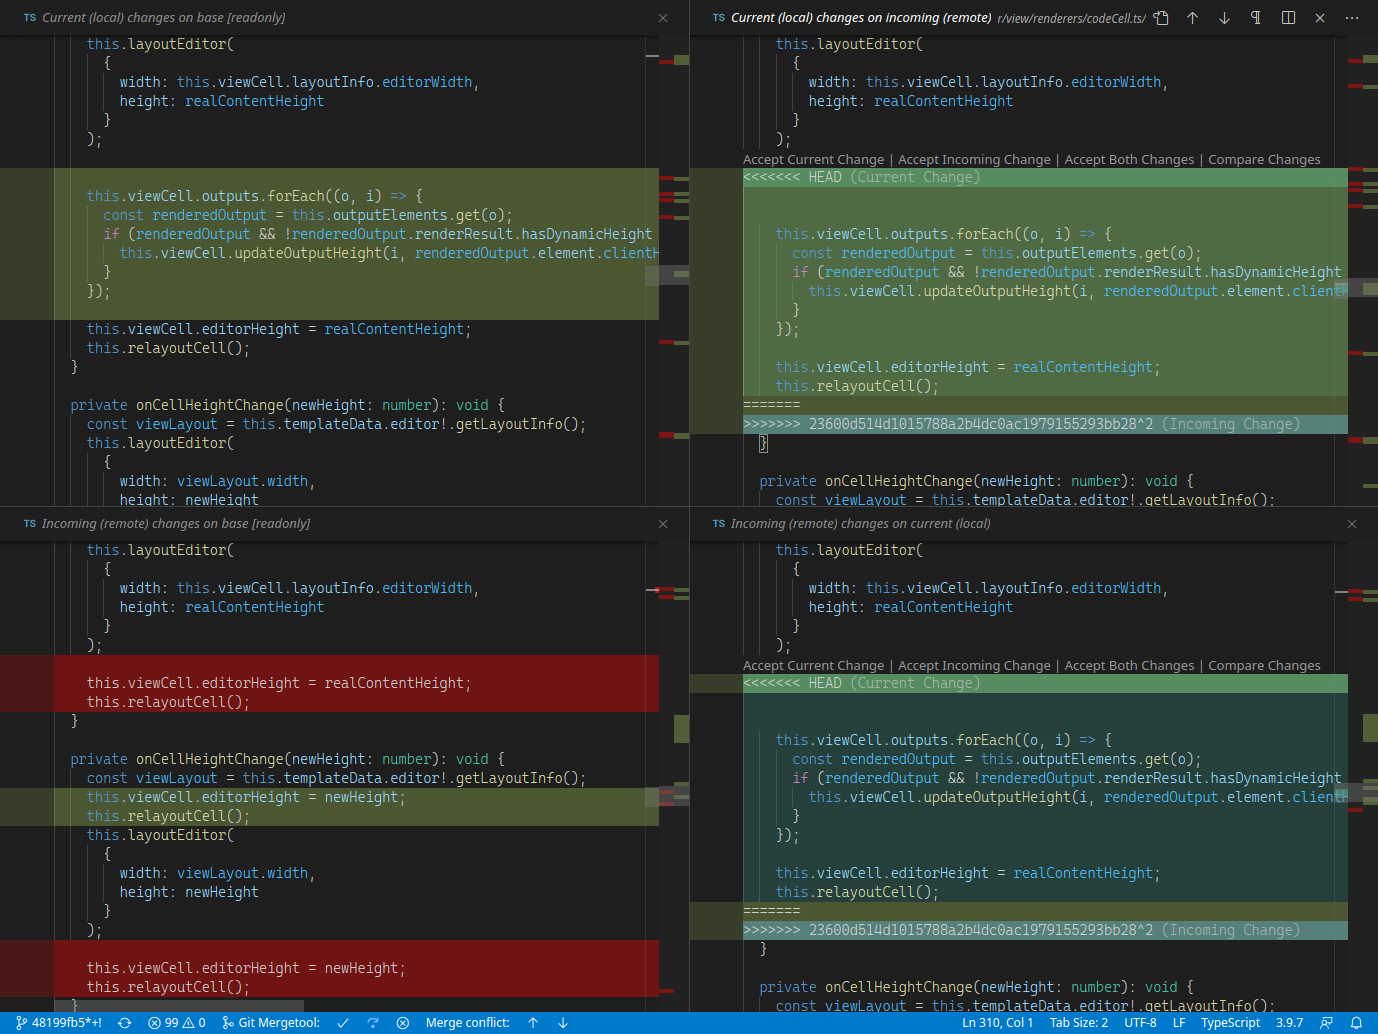 TS Current (local) changes on base [readonly]
this.layoutEditor(
{
width: this.viewCell.layoutInfo.editorWidth,
height: realContentHeight
}
);
this.viewCell.outputs.forEach((o, i) => {
const renderedOutput = this.outputElements.get(o);
if (renderedOutput && !renderedOutput.renderResult.hasDynamicHeight
this.viewCell.updateOutputHeight(i, renderedOutput.element.clientH
}
});
this.viewCell.editorHeight = realContentHeight;
this.relayoutCell();
}
private onCellHeightChange(newHeight: number): void {
const viewLayout = this.templateData.editor!.getLayoutInfo();
this.layoutEditor(
{
width: viewLayout.width,
height: newHeight
TS Current (local) changes on incoming (remote) r/view/renderers/codeCell.ts/
this.layoutEditor(
{
width: this.viewCell.layoutInfo.editorWidth,
height: realContentHeight
}
);
Accept Current Change | Accept Incoming Change | Accept Both Changes | Compare Changes
<<<<<<< HEAD (Current Change)
this.viewCell.outputs.forEach((o, i) => {
const renderedOutput = this.outputElements.get(o);
if (renderedOutput && !renderedOutput.renderResult.hasDynamicHeight
this.viewCell.updateOutputHeight(i, renderedOutput.element.client
}
});
this.viewCell.editorHeight = realContentHeight;
this.relayoutCell();
=======
>>>>>>> 23600d514d1015788a2b4dc0ac1979155293bb28^2 (Incoming Change)
}
private onCellHeightChange(newHeight: number): void {
const viewLayout = this.templateData.editor!.getLayoutInfo();
TS Incoming (remote) changes on base [readonly]
this.layoutEditor(
{
width: this.viewCell.layoutInfo.editorWidth,
height: realContentHeight
}
);
this.viewCell.editorHeight = realContentHeight;
this.relayoutCell();
}
private onCellHeightChange(newHeight: number): void {
const viewLayout = this.templateData.editor!.getLayoutInfo();
this.viewCell.editorHeight = newHeight;
this.relayoutCell();
this.layoutEditor(
{
width: viewLayout.width,
height: newHeight
}
);
this.viewCell.editorHeight = newHeight;
this.relayoutCell();
}
TS Incoming (remote) changes on current (local)
this.layoutEditor(
{
width: this.viewCell.layoutInfo.editorWidth,
height: realContentHeight
}
);
Accept Current Change | Accept Incoming Change | Accept Both Changes | Compare Changes
<<<<<<< HEAD (Current Change)
this.viewCell.outputs.forEach((o, i) => {
const renderedOutput = this.outputElements.get(o);
if (renderedOutput && !renderedOutput.renderResult.hasDynamicHeight
this.viewCell.updateOutputHeight(i, renderedOutput.element.client
}
});
this.viewCell.editorHeight = realContentHeight;
this.relayoutCell();
=======
>>>>>>> 23600d514d1015788a2b4dc0ac1979155293bb28^2 (Incoming Change)
}
private onCellHeightChange(newHeight: number): void {
const viewLayout = this.templateData.editor!.getLayoutInfo();
48199fb5*+! 99 0 Git Mergetool: Merge conflict: Ln 310, Col 1 Tab Size: 2 UTF-8 LF TypeScript 3.9.7